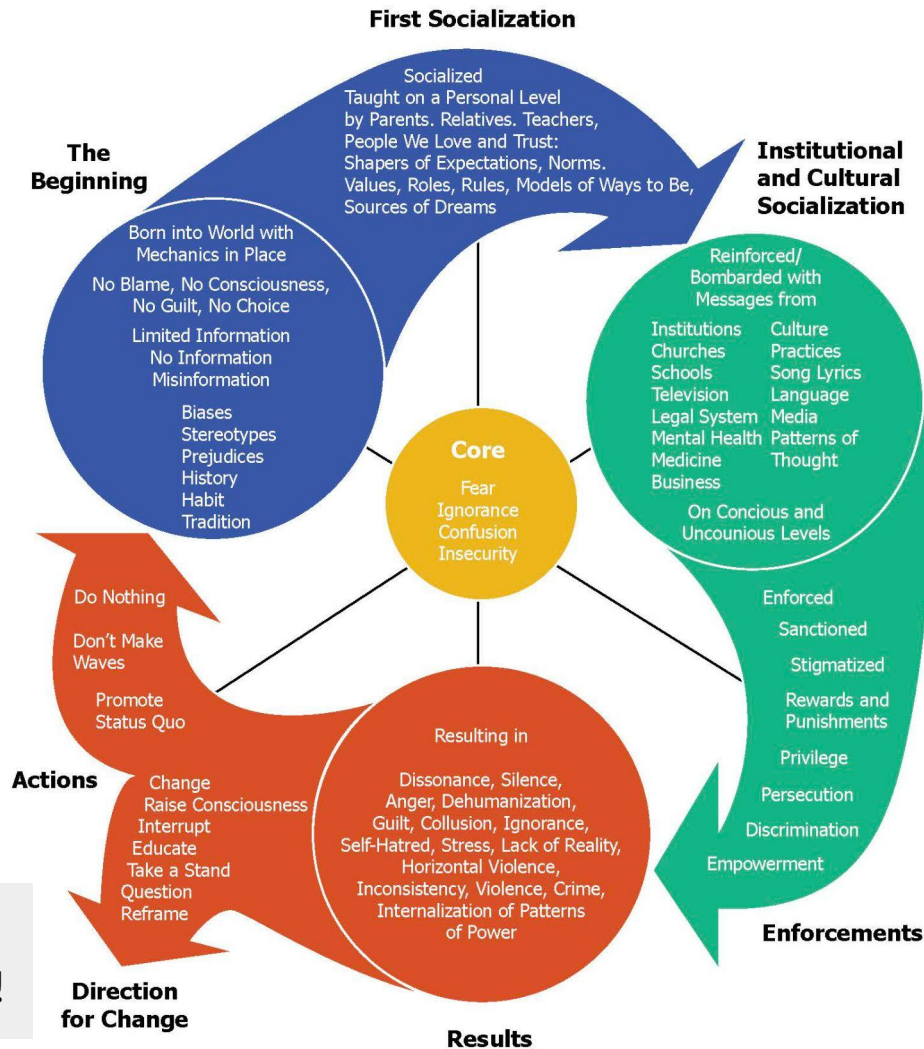 First Socialization
Socialized
Taught on a Personal Level
by Parents. Relatives. Teachers,
People We Love and Trust:
Shapers of Expectations, Norms.
Values, Roles, Rules, Models of Ways to Be,
Sources of Dreams
The
Beginning
Born into World with
Mechanics in Place
No Blame, No Consciousness,
No Guilt, No Choice
Limited Information
No Information
Misinformation
Biases
Stereotypes
Prejudices
History
Habit
Tradition
Institutional
and Cultural
Socialization
Reinforced/
Bombarded with
Messages from
Institutions
Churches
Schools
Television
Legal System
Mental Health
Medicine
Business
Culture
Practices
Song Lyrics
Language
Media
Patterns of
Thought
On Concious and
Uncounious Levels
Core
Fear
Ignorance
Confusion
Insecurity
Enforced
Sanctioned
Stigmatized
Rewards and
Punishments
Privilege
Persecution
Discrimination
Empowerment
Enforcements
Resulting in
Dissonance, Silence,
Anger, Dehumanization,
Guilt, Collusion, Ignorance,
Self-Hatred, Stress, Lack of Reality,
Horizontal Violence,
Inconsistency, Violence, Crime,
Internalization of Patterns
of Power
Results
Do Nothing
Don't Make
Waves
Promote
Status Quo
Actions
Change
Raise Consciousness
Interrupt
Educate
Take a Stand
Question
Reframe
Direction
for Change
!